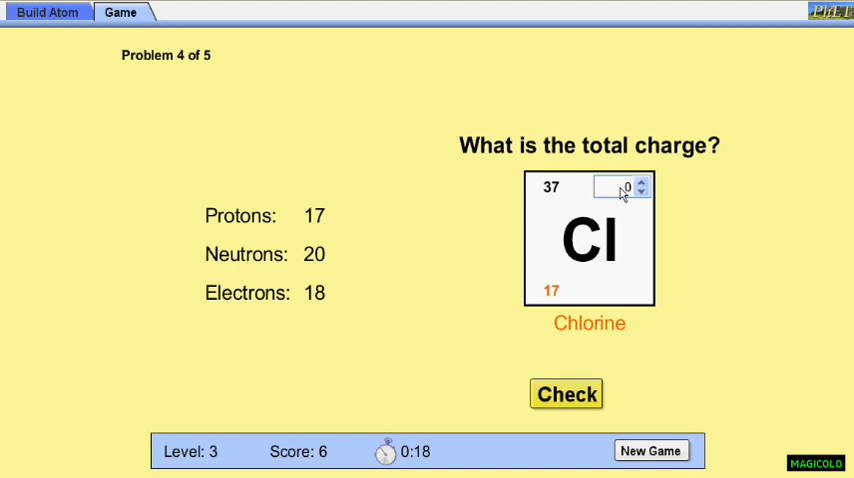 Build Atom
Game
PhET
Problem 4 of 5
What is the total charge?
37
0
Cl
17
Chlorine
Protons: 17
Neutrons: 20
Electrons: 18
Check
Level: 3
Score: 6
0:18
New Game
MAGICOLO